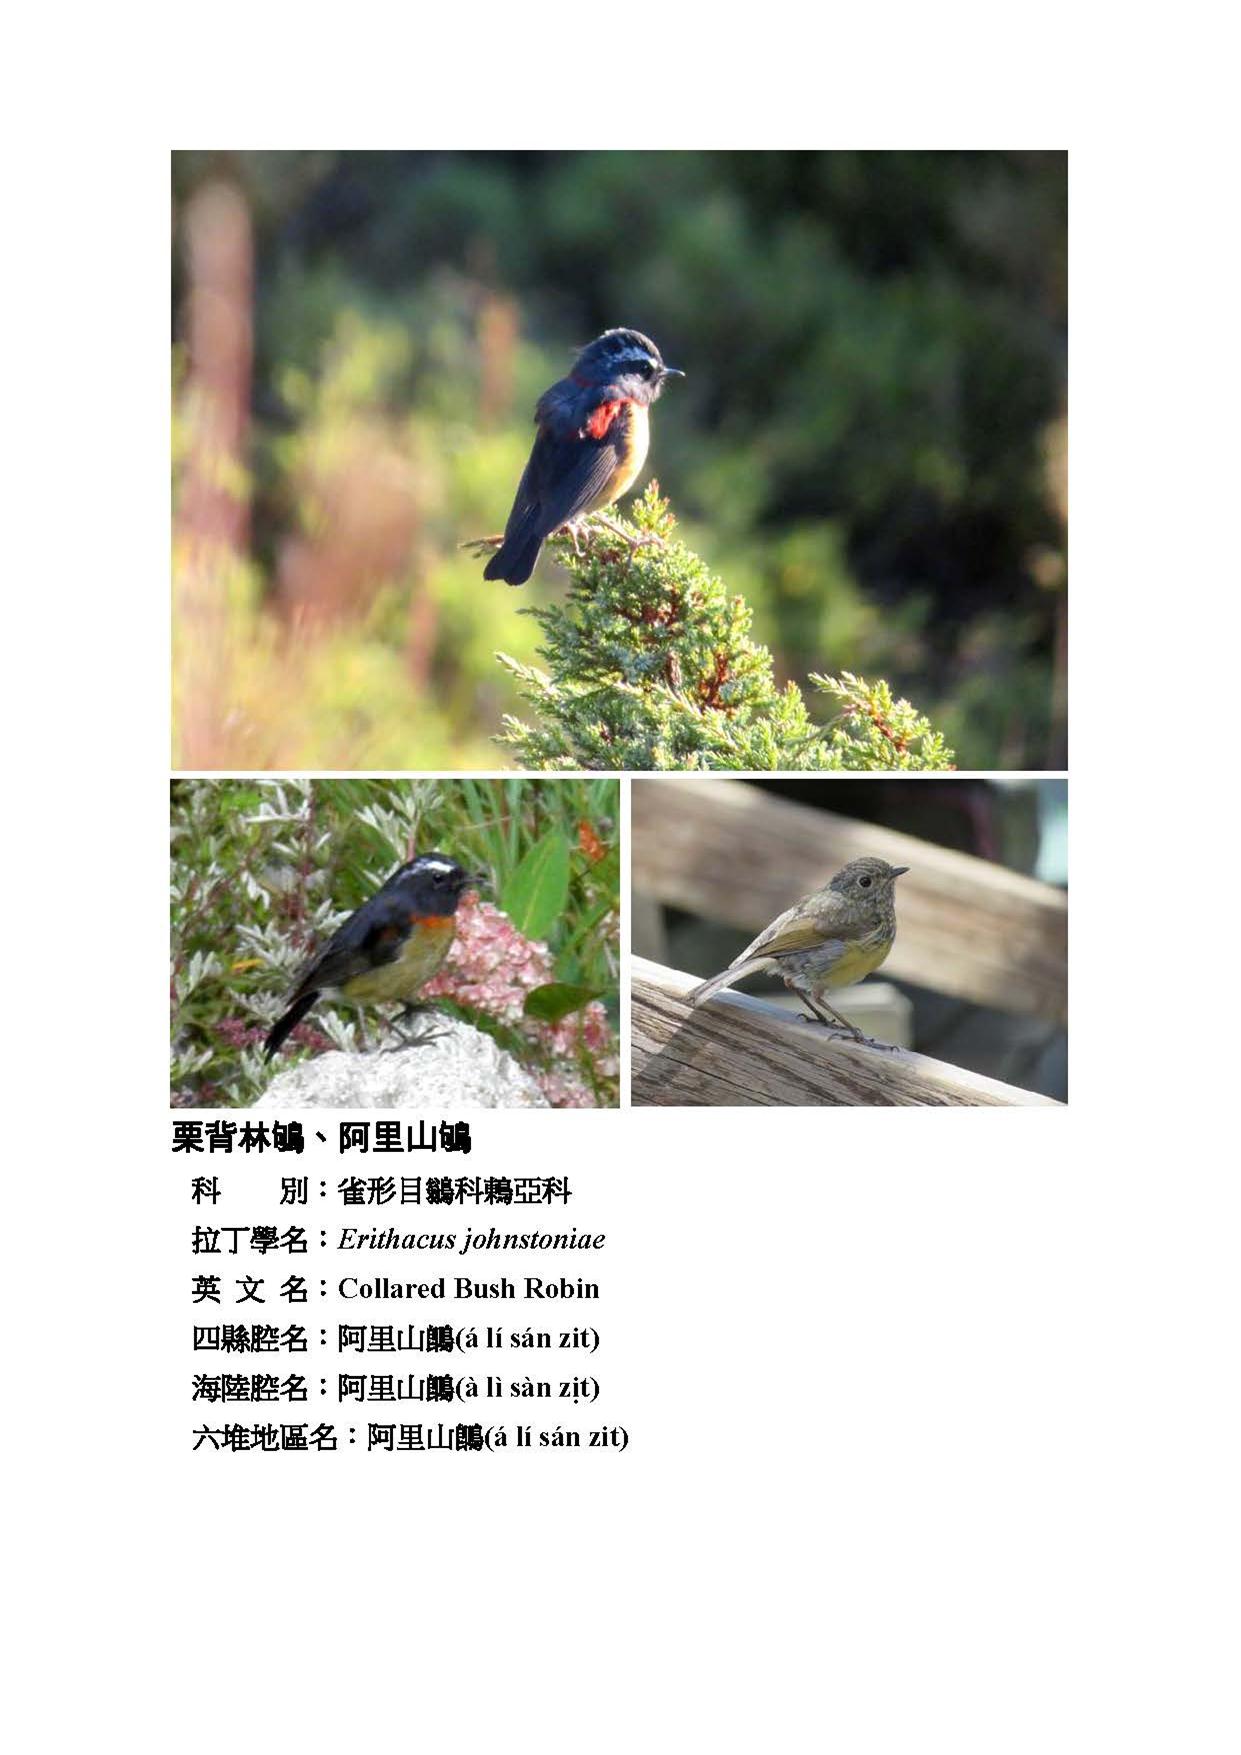 栗背林鴝、阿里山鴝
科　　別：雀形目鶲科鶇亞科
拉丁學名：Erithacus johnstoniae
英 文 名：Collared Bush Robin
四縣腔名：阿里山(á lí sán zit)
海陸腔名：阿里山(à lì sàn zịt)
六堆地區名：阿里山(á lí sán zit)